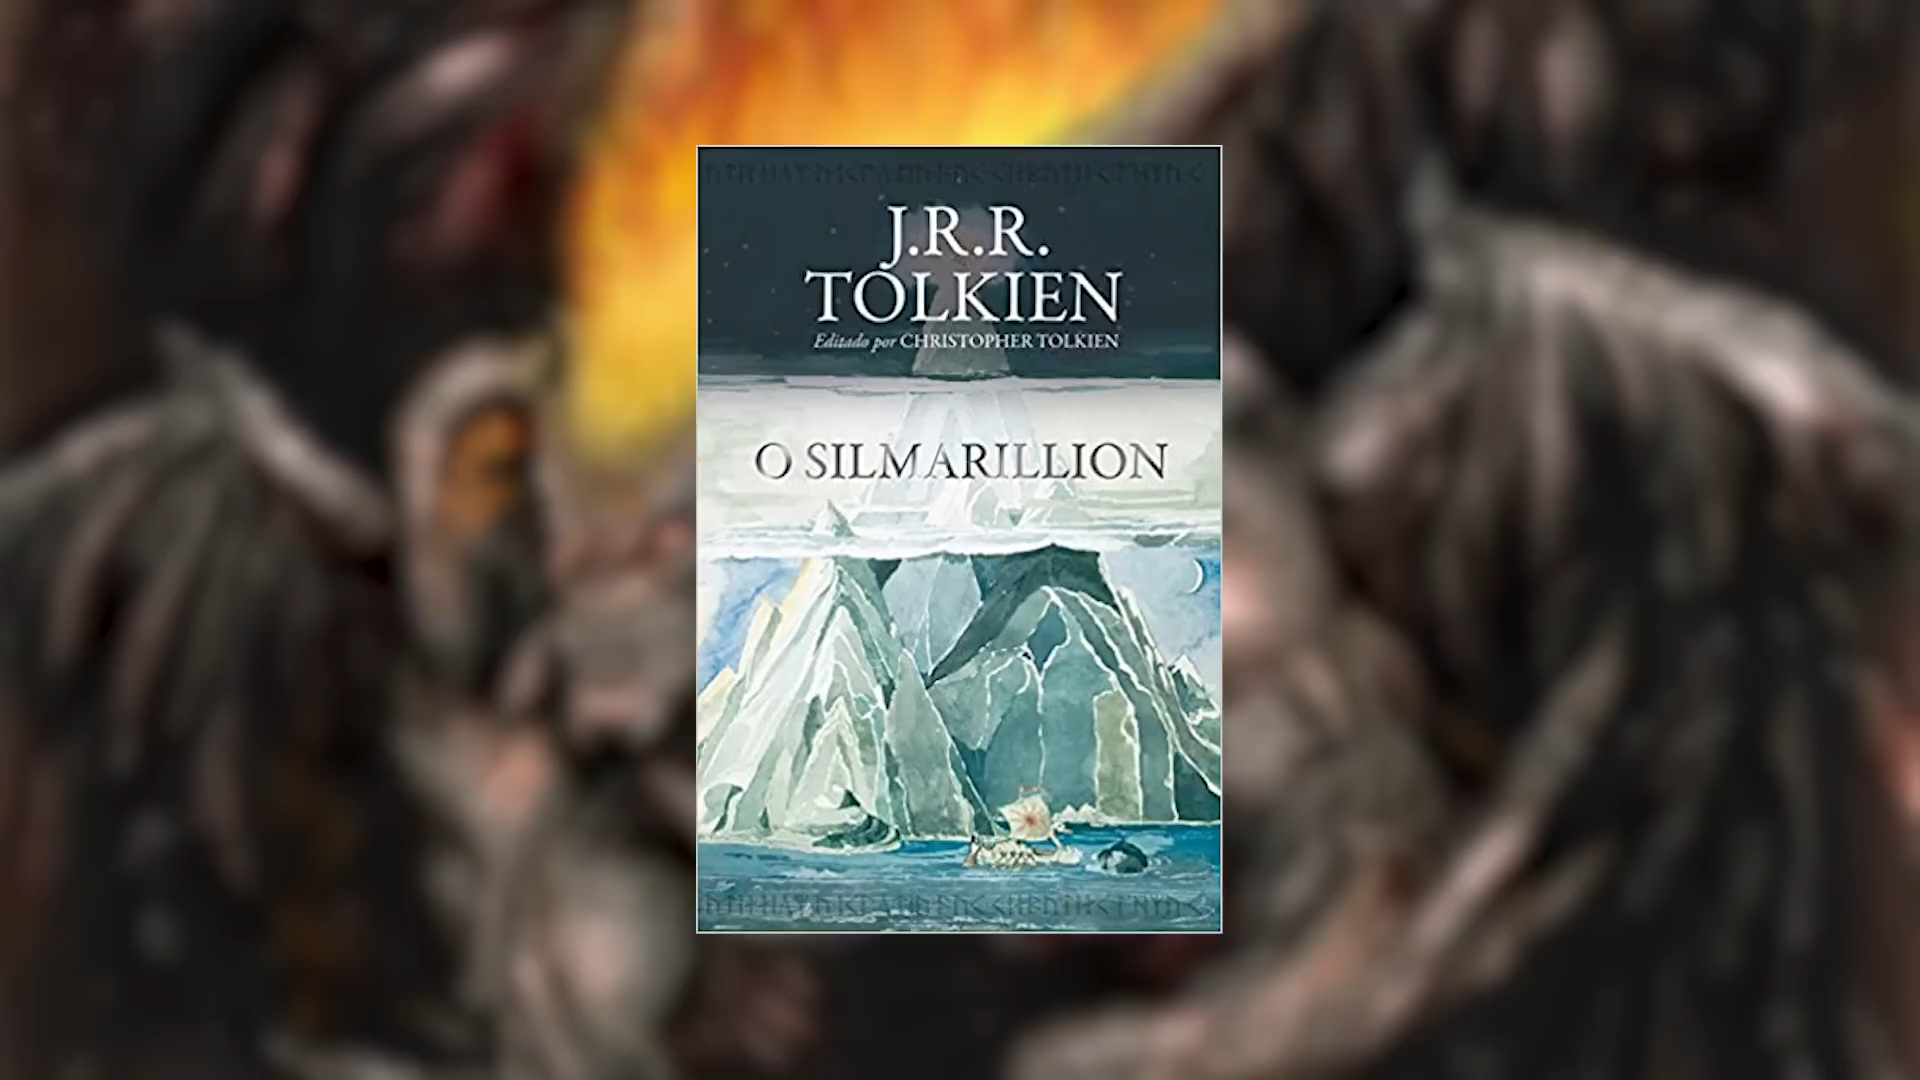 J.R.R.
TOLKIEN
Editado por CHRISTOPHER TOLKIEN
O SILMARILLION